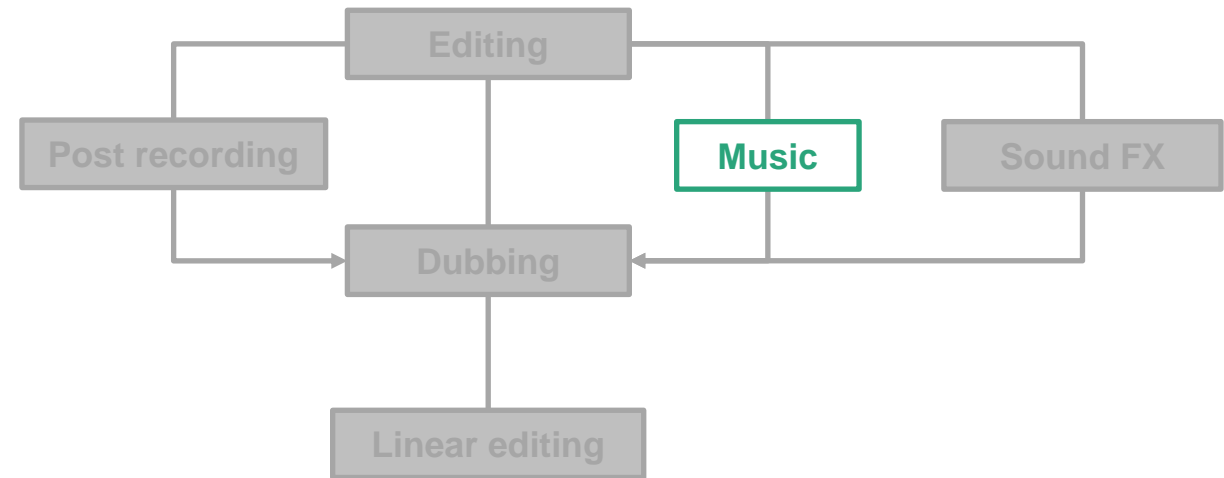 Editing
Post recording
Music
Sound FX
Dubbing
Linear editing